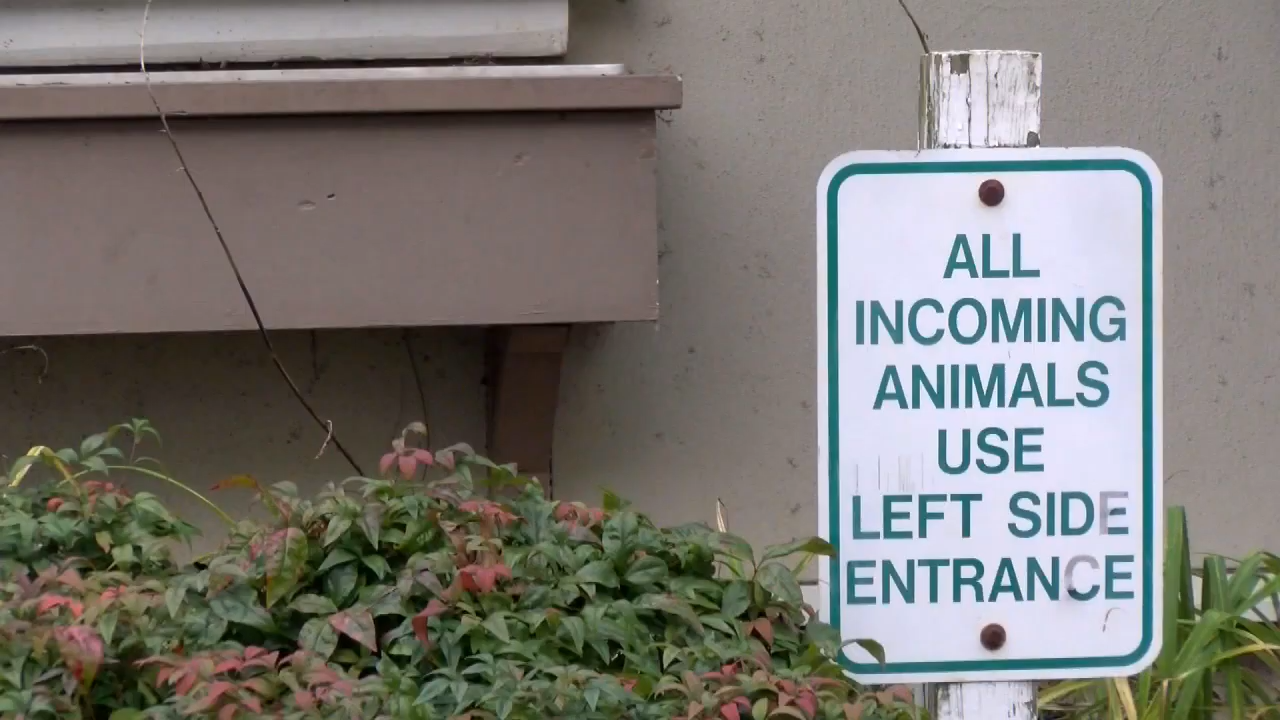 ALL
INCOMING
ANIMALS
USE
LEFT SIDE
ENTRANCE